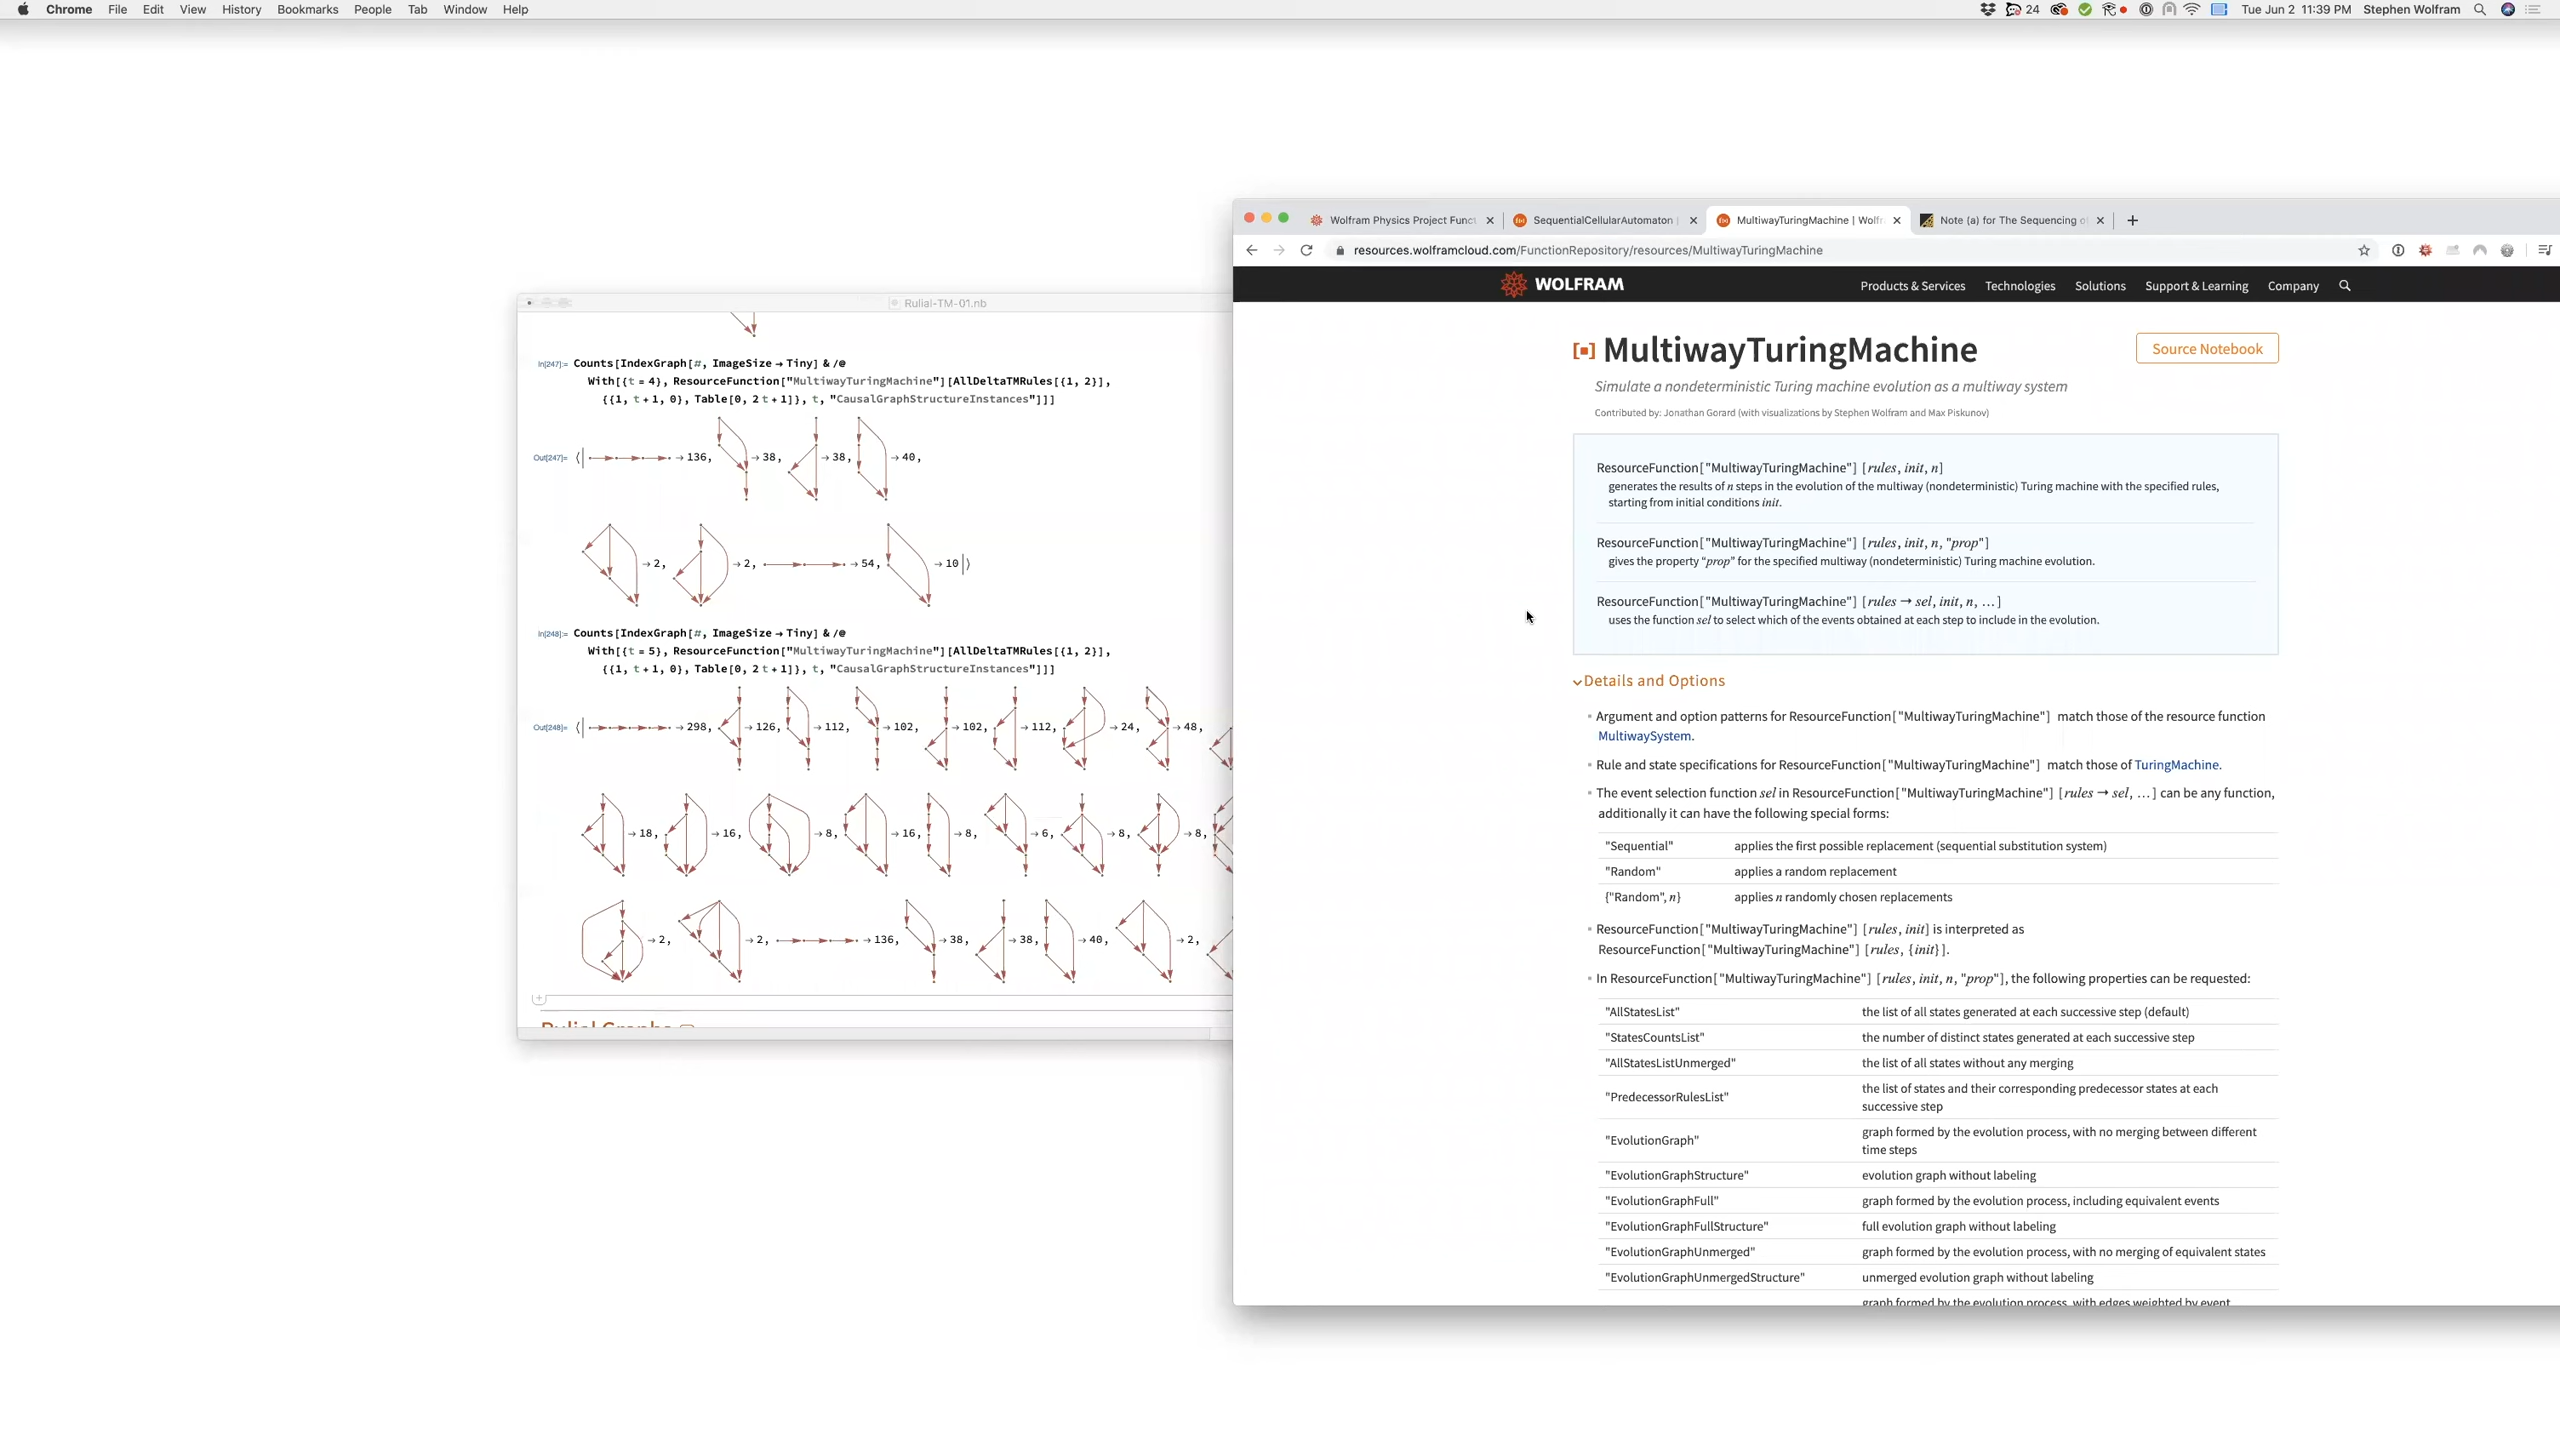 Chrome File Edit View History Bookmarks People Tab Window Help
24 Tue Jun 2 11:39 PM Stephen Wolfram
Rulial-TM-01.nb
In[247]:= Counts[IndexGraph[#, ImageSize → Tiny] & /@
With[{t = 4}, ResourceFunction["MultiwayTuringMachine"][AllDeltaTMRules[{1, 2}],
{{1, t + 1, 0}, Table[0, 2 t + 1]}, t, "CausalGraphStructureInstances"]]]
Out[247]= ⟨| → 136, → 38, → 38, → 40,
→ 2, → 2, → 54, → 10 |⟩
In[248]:= Counts[IndexGraph[#, ImageSize → Tiny] & /@
With[{t = 5}, ResourceFunction["MultiwayTuringMachine"][AllDeltaTMRules[{1, 2}],
{{1, t + 1, 0}, Table[0, 2 t + 1]}, t, "CausalGraphStructureInstances"]]]
Out[248]= ⟨| → 298, → 126, → 112, → 102, → 102, → 112, → 24, → 48,
→ 18, → 16, → 8, → 16, → 8, → 6, → 8, → 8,
→ 2, → 2, → 136, → 38, → 38, → 40, → 2,
Wolfram Physics Project Funct SequentialCellularAutomaton MultiwayTuringMachine | Wolfr Note (a) for The Sequencing o
resources.wolframcloud.com/FunctionRepository/resources/MultiwayTuringMachine
WOLFRAM Products & Services Technologies Solutions Support & Learning Company
MultiwayTuringMachine
Source Notebook
Simulate a nondeterministic Turing machine evolution as a multiway system
Contributed by: Jonathan Gorard (with visualizations by Stephen Wolfram and Max Piskunov)
ResourceFunction["MultiwayTuringMachine"] [rules, init, n]
generates the results of n steps in the evolution of the multiway (nondeterministic) Turing machine with the specified rules,
starting from initial conditions init.
ResourceFunction["MultiwayTuringMachine"] [rules, init, n, "prop"]
gives the property “prop” for the specified multiway (nondeterministic) Turing machine evolution.
ResourceFunction["MultiwayTuringMachine"] [rules → sel, init, n, …]
uses the function sel to select which of the events obtained at each step to include in the evolution.
Details and Options
Argument and option patterns for ResourceFunction["MultiwayTuringMachine"] match those of the resource function
MultiwaySystem.
Rule and state specifications for ResourceFunction["MultiwayTuringMachine"] match those of TuringMachine.
The event selection function sel in ResourceFunction["MultiwayTuringMachine"] [rules → sel, …] can be any function,
additionally it can have the following special forms:
"Sequential" applies the first possible replacement (sequential substitution system)
"Random" applies a random replacement
{"Random", n} applies n randomly chosen replacements
ResourceFunction["MultiwayTuringMachine"] [rules, init] is interpreted as
ResourceFunction["MultiwayTuringMachine"] [rules, {init}].
In ResourceFunction["MultiwayTuringMachine"] [rules, init, n, "prop"], the following properties can be requested:
"AllStatesList" the list of all states generated at each successive step (default)
"StatesCountsList" the number of distinct states generated at each successive step
"AllStatesListUnmerged" the list of all states without any merging
"PredecessorRulesList" the list of states and their corresponding predecessor states at each
successive step
"EvolutionGraph" graph formed by the evolution process, with no merging between different
time steps
"EvolutionGraphStructure" evolution graph without labeling
"EvolutionGraphFull" graph formed by the evolution process, including equivalent events
"EvolutionGraphFullStructure" full evolution graph without labeling
"EvolutionGraphUnmerged" graph formed by the evolution process, with no merging of equivalent states
"EvolutionGraphUnmergedStructure" unmerged evolution graph without labeling
graph formed by the evolution process, with edges weighted by event